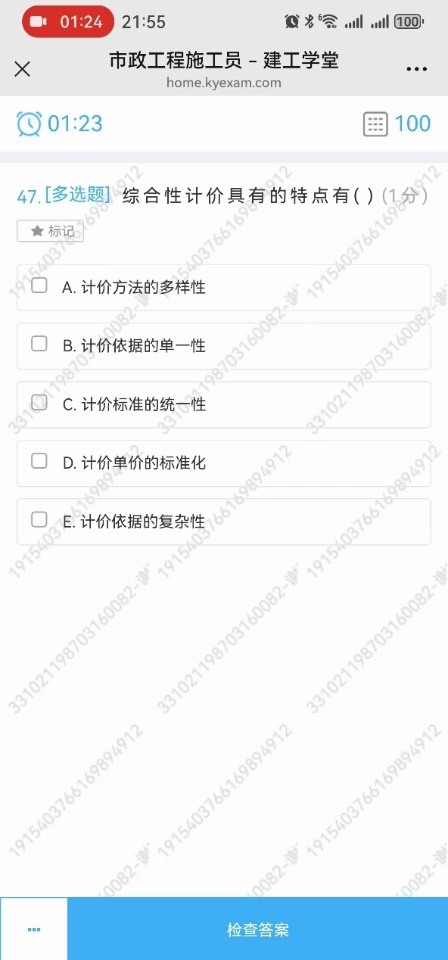 01:24 21:55 100
市政工程施工员 – 建工学堂
home.kyexam.com
01:23 100
47.[多选题] 综合性计价具有的特点有( ) (1分)
★ 标记
A. 计价方法的多样性
B. 计价依据的单一性
C. 计价标准的统一性
D. 计价单价的标准化
E. 计价依据的复杂性
检查答案
1915403766169894912
331021198703160082-谢